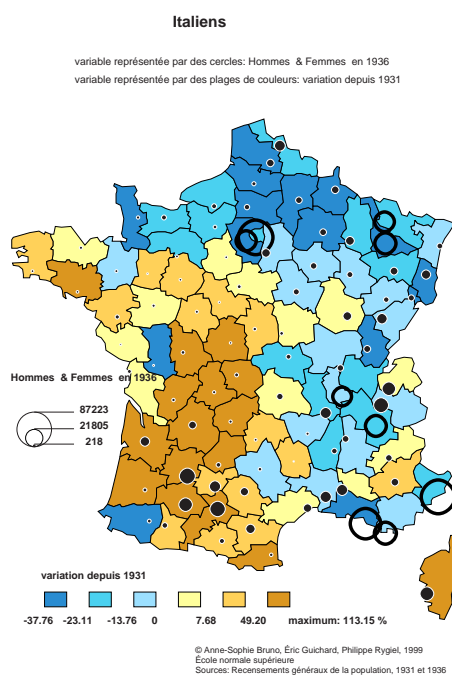 Italiens
variable représentée par des cercles: Hommes & Femmes en 1936
variable représentée par des plages de couleurs: variation depuis 1931
Hommes & Femmes en 1936
87223
21805
218
variation depuis 1931
-37.76 -23.11 -13.76 0 7.68 49.20 maximum: 113.15 %
© Anne-Sophie Bruno, Éric Guichard, Philippe Rygiel, 1999
École normale supérieure
Sources: Recensements généraux de la population, 1931 et 1936